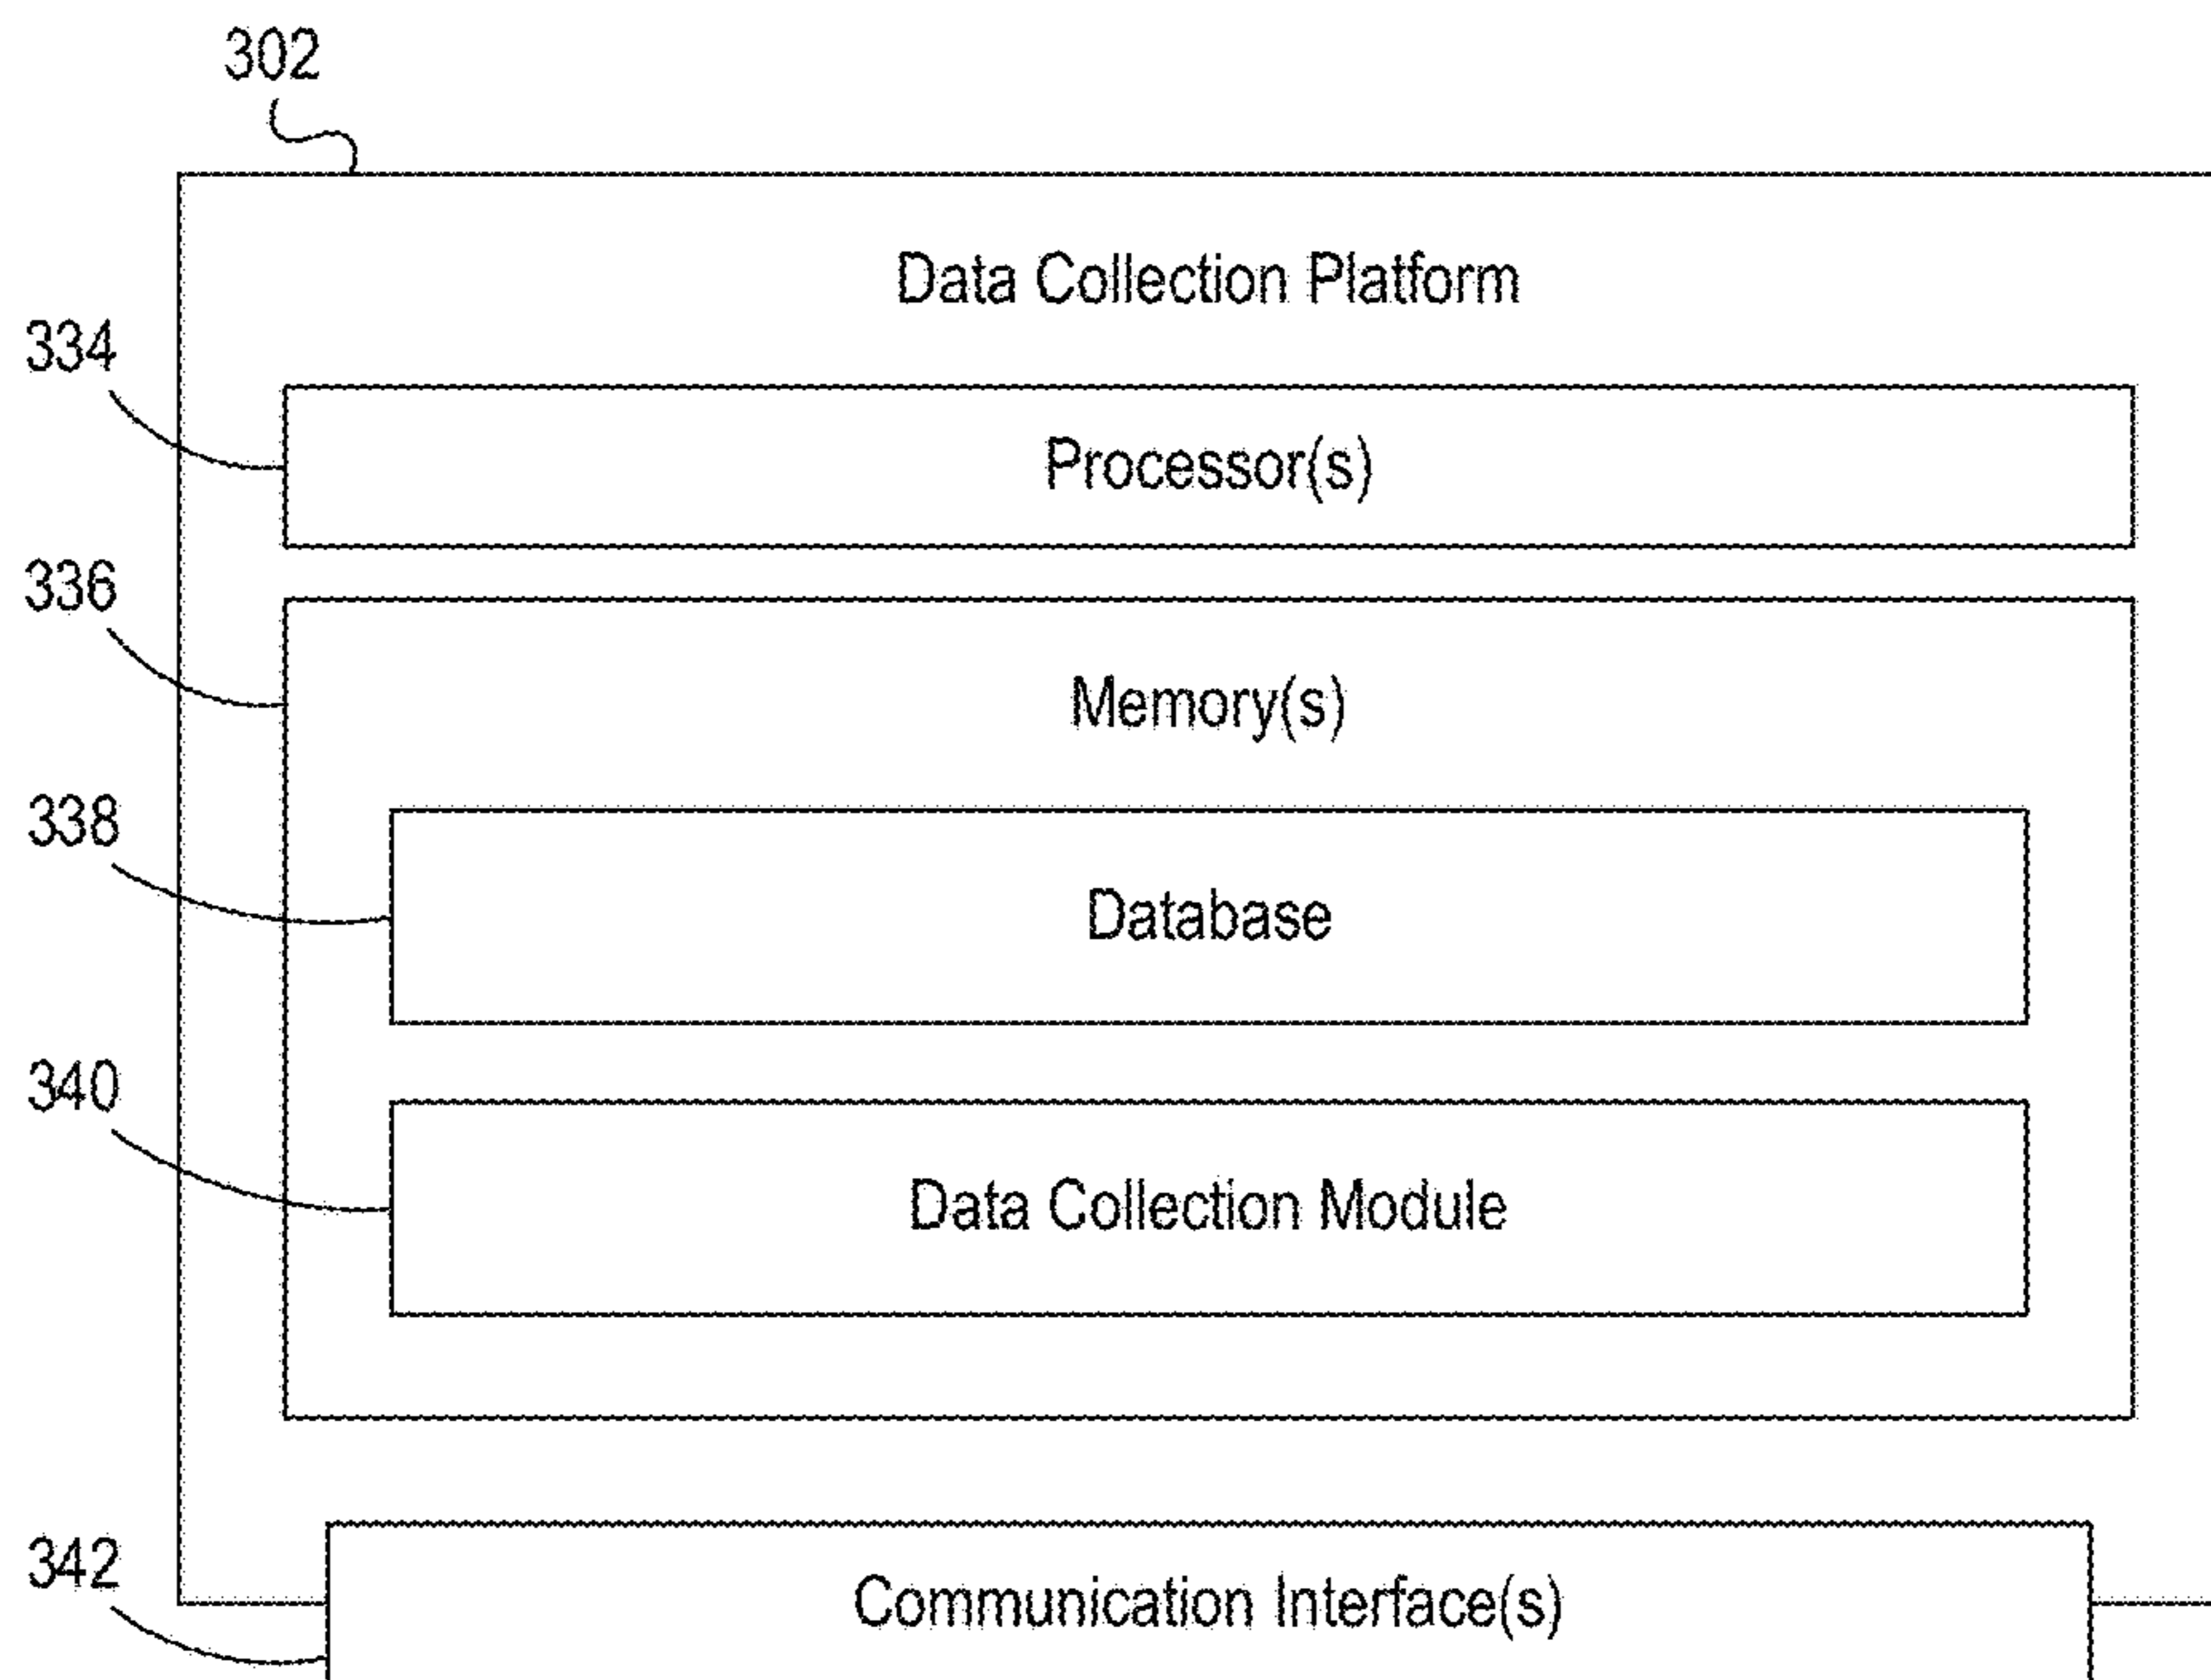 302
Data Collection Platform
334
Processor(s)
336
Memory(s)
338
Database
340
Data Collection Module
342
Communication Interface(s)